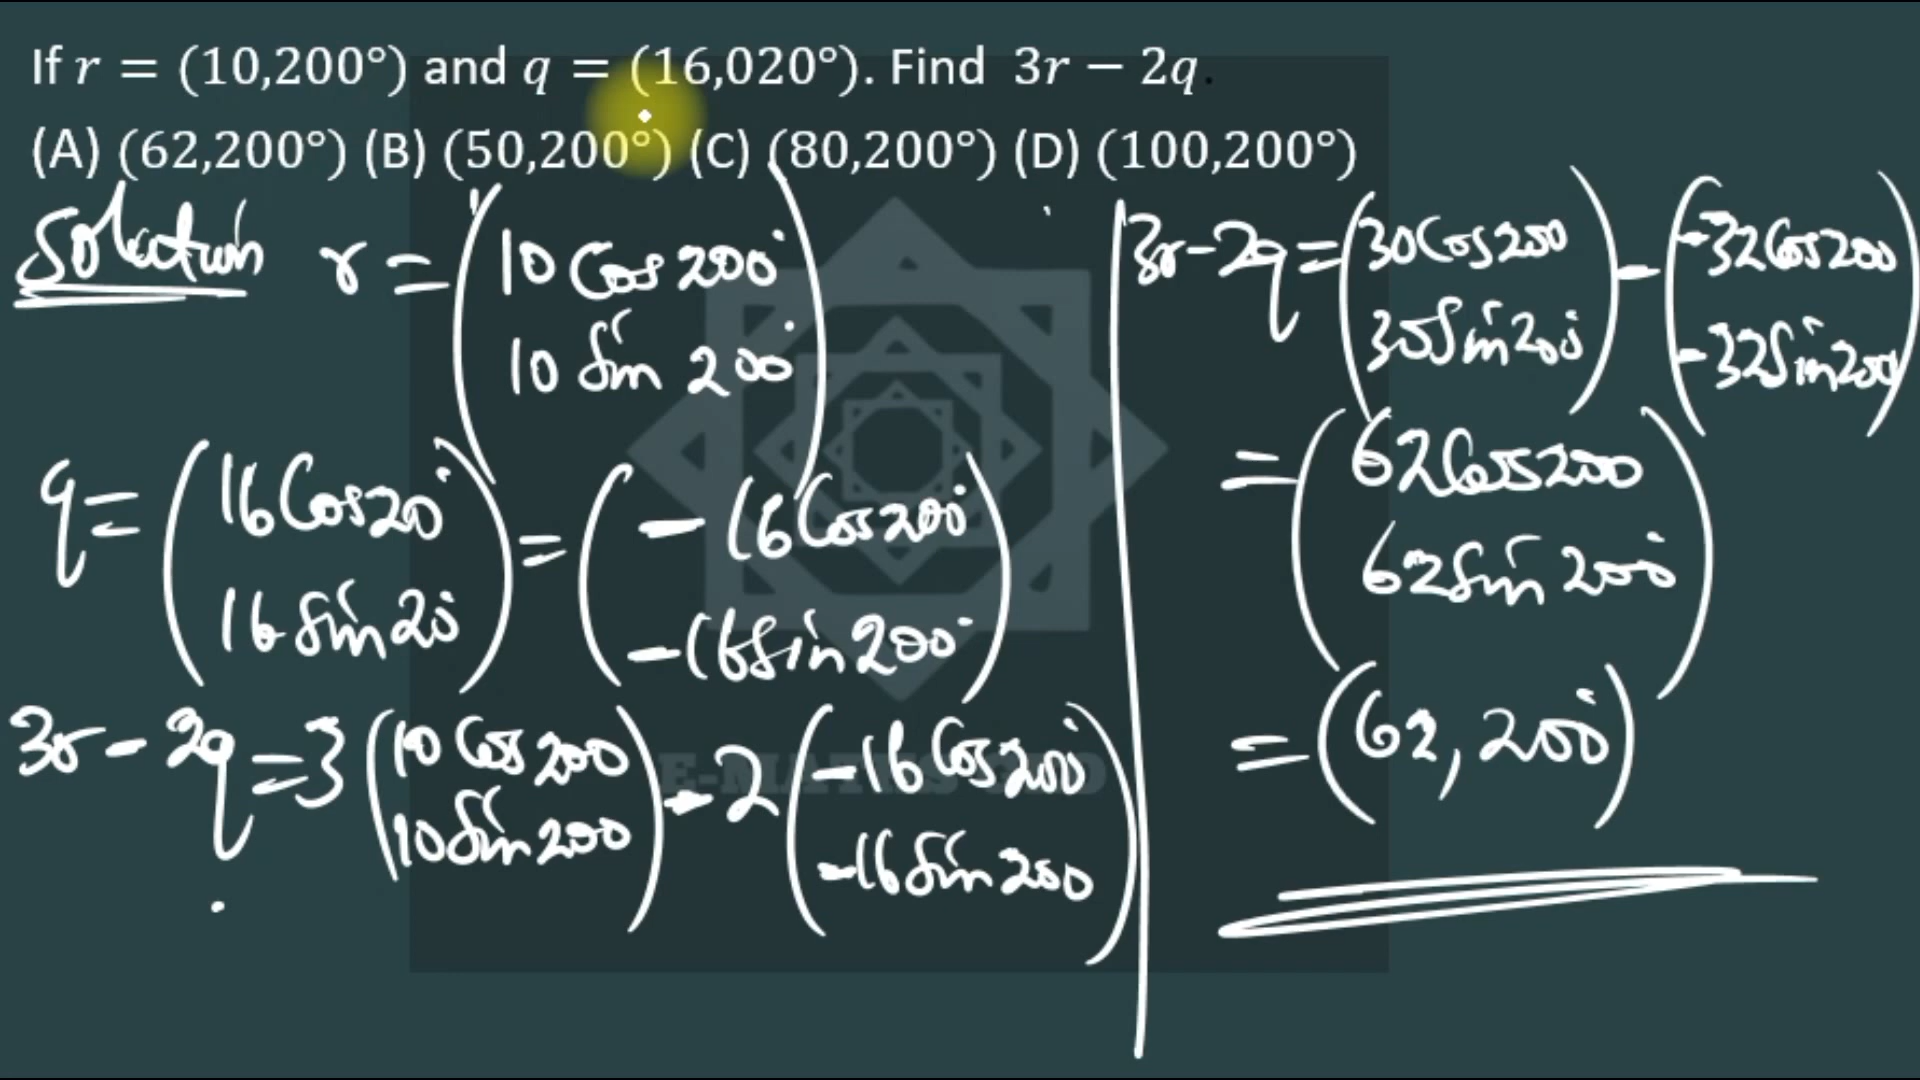 If r = (10,200°) and q = (16,020°). Find 3r − 2q.
(A) (62,200°) (B) (50,200°) (C) (80,200°) (D) (100,200°)
Solution r = (10 Cos 200°
10 Sin 200°)
q = (16 Cos 20°
16 Sin 20°) = (−16 Cos 200°
−16 Sin 200°)
3r − 2q = 3 (10 Cos 200
10 Sin 200) − 2 (−16 Cos 200°
−16 Sin 200)
3r − 2q = (30 Cos 200
30 Sin 200°) − (−32 Cos 200
−32 Sin 200)
= (62 Cos 200
62 Sin 200°)
= (62, 200°)